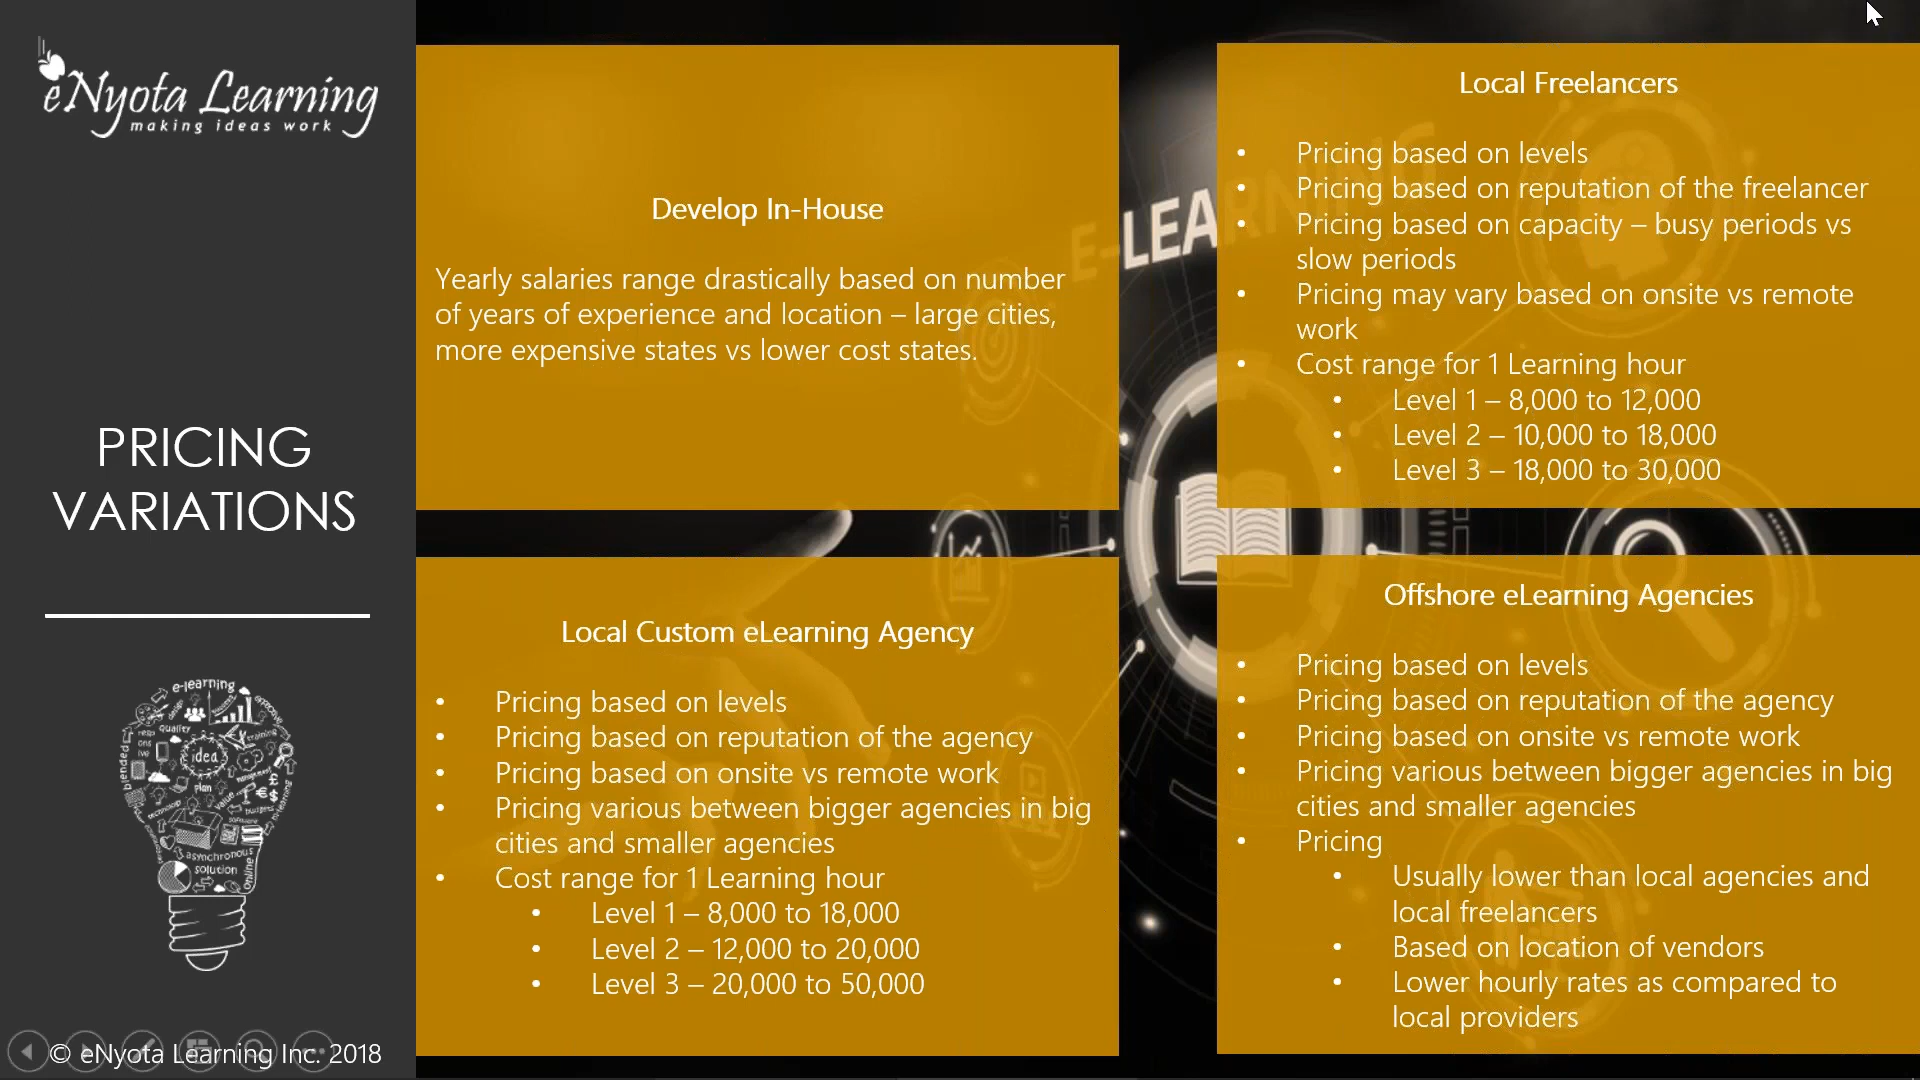 eNyota Learning
making ideas work
PRICING
VARIATIONS
e-learning
idea
plan
quality
training
blended
asynchronous
solution
Online
© eNyota Learning Inc. 2018
Develop In-House
Yearly salaries range drastically based on number
of years of experience and location – large cities,
more expensive states vs lower cost states.
E-LEARNING
Local Freelancers
• Pricing based on levels
• Pricing based on reputation of the freelancer
• Pricing based on capacity – busy periods vs
slow periods
• Pricing may vary based on onsite vs remote
work
• Cost range for 1 Learning hour
• Level 1 – 8,000 to 12,000
• Level 2 – 10,000 to 18,000
• Level 3 – 18,000 to 30,000
Local Custom eLearning Agency
• Pricing based on levels
• Pricing based on reputation of the agency
• Pricing based on onsite vs remote work
• Pricing various between bigger agencies in big
cities and smaller agencies
• Cost range for 1 Learning hour
• Level 1 – 8,000 to 18,000
• Level 2 – 12,000 to 20,000
• Level 3 – 20,000 to 50,000
Offshore eLearning Agencies
• Pricing based on levels
• Pricing based on reputation of the agency
• Pricing based on onsite vs remote work
• Pricing various between bigger agencies in big
cities and smaller agencies
• Pricing
• Usually lower than local agencies and
local freelancers
• Based on location of vendors
• Lower hourly rates as compared to
local providers